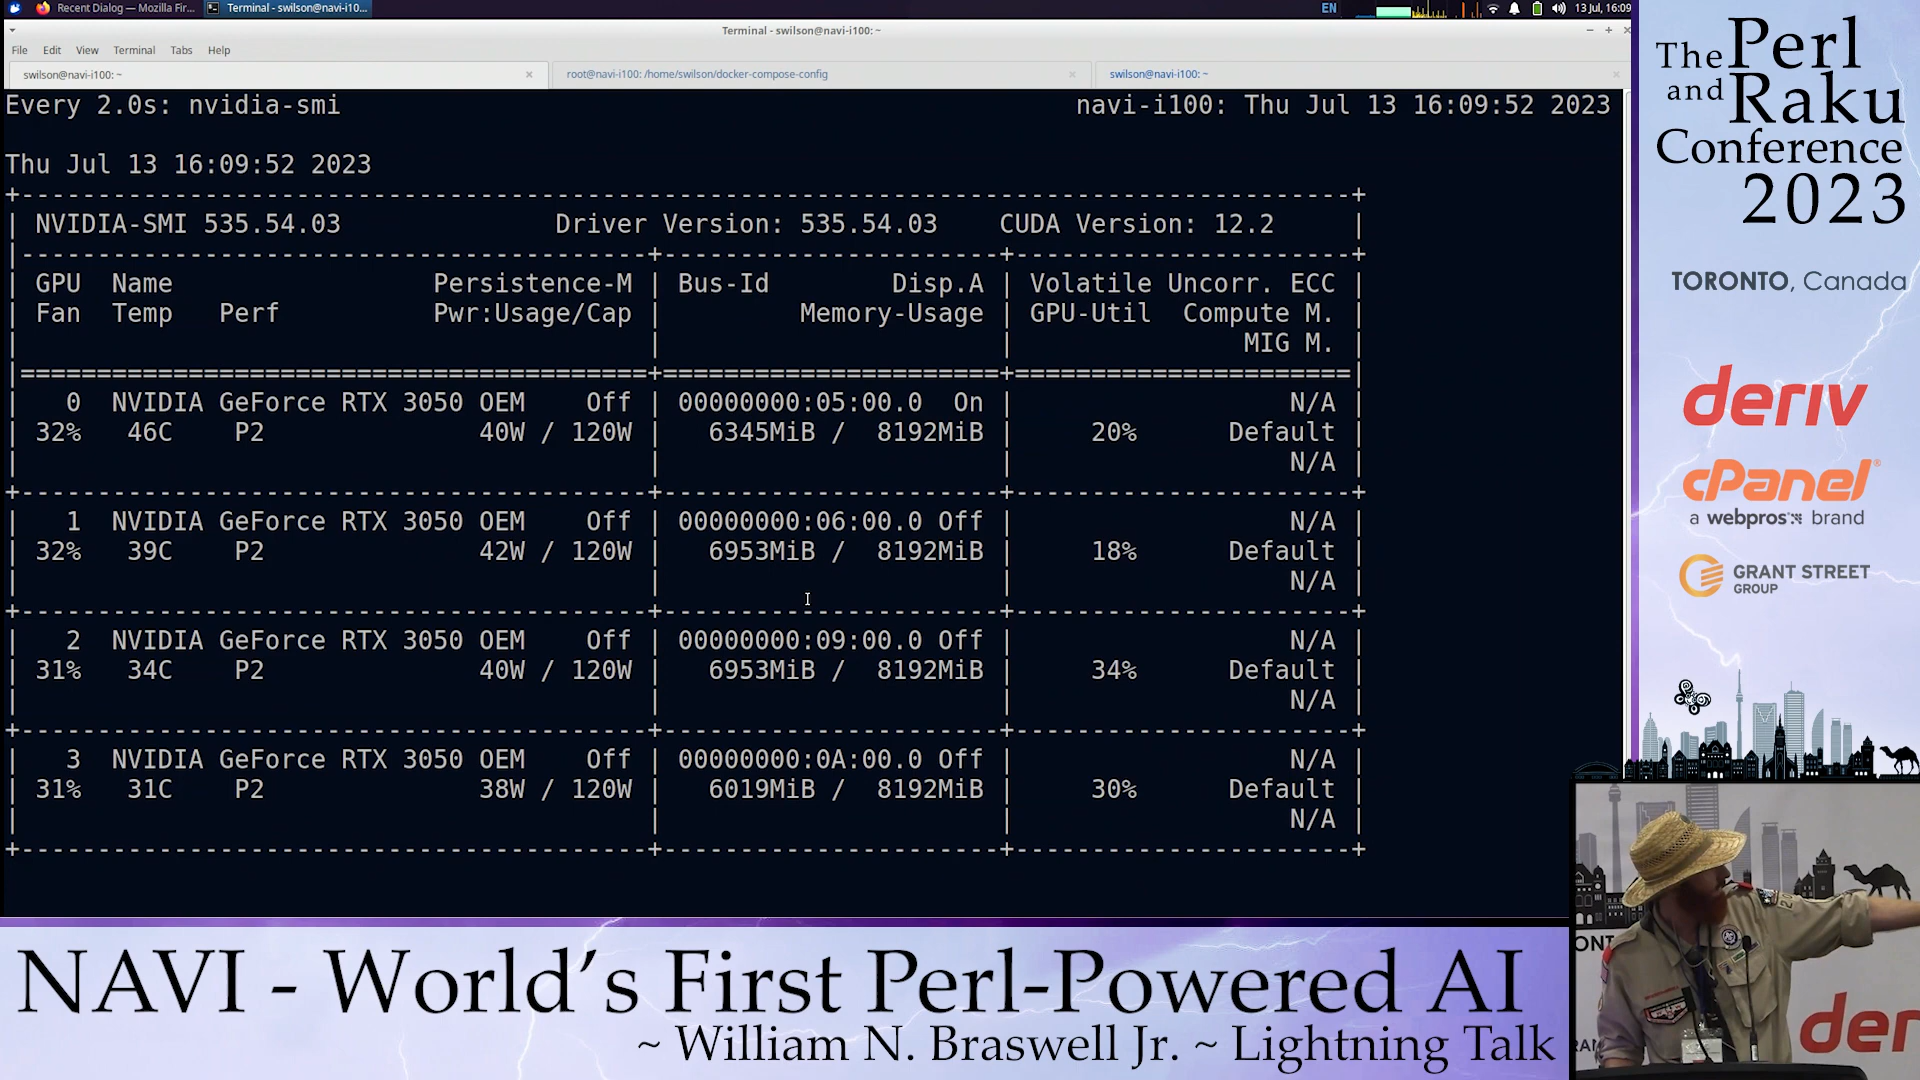 Recent Dialog — Mozilla Fir...
Terminal - swilson@navi-i10...
EN
13 Jul, 16:09
Terminal - swilson@navi-i100: ~
File Edit View Terminal Tabs Help
swilson@navi-i100: ~
root@navi-i100: /home/swilson/docker-compose-config
swilson@navi-i100: ~
Every 2.0s: nvidia-smi navi-i100: Thu Jul 13 16:09:52 2023
Thu Jul 13 16:09:52 2023
NVIDIA-SMI 535.54.03 Driver Version: 535.54.03 CUDA Version: 12.2
GPU Name Persistence-M | Bus-Id Disp.A | Volatile Uncorr. ECC
Fan Temp Perf Pwr:Usage/Cap | Memory-Usage | GPU-Util Compute M.
MIG M.
0 NVIDIA GeForce RTX 3050 OEM Off | 00000000:05:00.0 On | N/A
32% 46C P2 40W / 120W | 6345MiB / 8192MiB | 20% Default
N/A
1 NVIDIA GeForce RTX 3050 OEM Off | 00000000:06:00.0 Off | N/A
32% 39C P2 42W / 120W | 6953MiB / 8192MiB | 18% Default
N/A
2 NVIDIA GeForce RTX 3050 OEM Off | 00000000:09:00.0 Off | N/A
31% 34C P2 40W / 120W | 6953MiB / 8192MiB | 34% Default
N/A
3 NVIDIA GeForce RTX 3050 OEM Off | 00000000:0A:00.0 Off | N/A
31% 31C P2 38W / 120W | 6019MiB / 8192MiB | 30% Default
N/A
The Perl
and Raku
Conference
2023
TORONTO, Canada
deriv
cPanel®
a webpros brand
GRANT STREET
GROUP
NAVI - World's First Perl-Powered AI
~ William N. Braswell Jr. ~ Lightning Talk
ONT
der